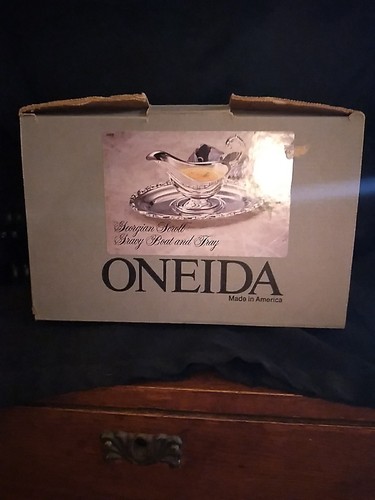 Georgian Scroll
Gravy Boat and Tray
ONEIDA
Made in America